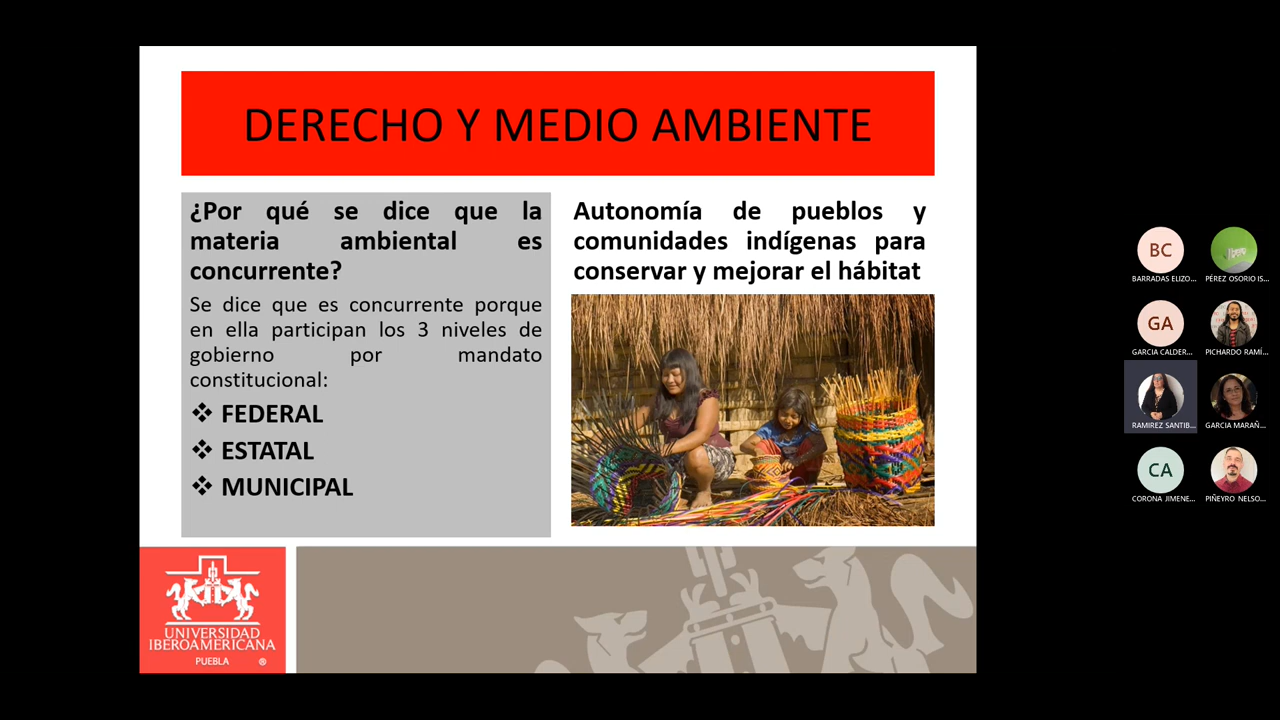 DERECHO Y MEDIO AMBIENTE
¿Por qué se dice que la
materia ambiental es
concurrente?
Se dice que es concurrente porque
en ella participan los 3 niveles de
gobierno por mandato
constitucional:
❖ FEDERAL
❖ ESTATAL
❖ MUNICIPAL
Autonomía de pueblos y
comunidades indígenas para
conservar y mejorar el hábitat
UNIVERSIDAD
IBEROAMERICANA
PUEBLA ®
BC
BARRADAS ELIZO...
PÉREZ OSORIO IS...
GA
GARCIA CALDER...
PICHARDO RAMÍ...
RAMIREZ SANTIB...
GARCIA MARAÑ...
CA
CORONA JIMENE...
PIÑEYRO NELSO...